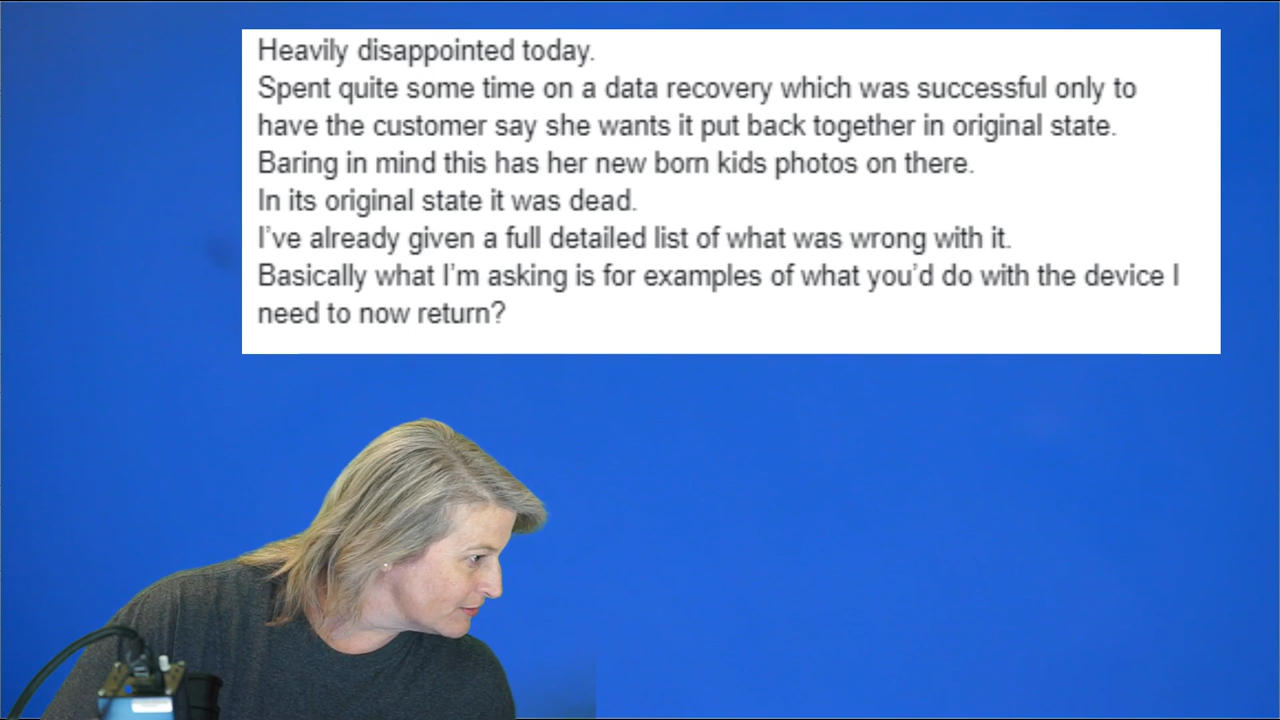 Heavily disappointed today.
Spent quite some time on a data recovery which was successful only to
have the customer say she wants it put back together in original state.
Baring in mind this has her new born kids photos on there.
In its original state it was dead.
I've already given a full detailed list of what was wrong with it.
Basically what I'm asking is for examples of what you'd do with the device I
need to now return?